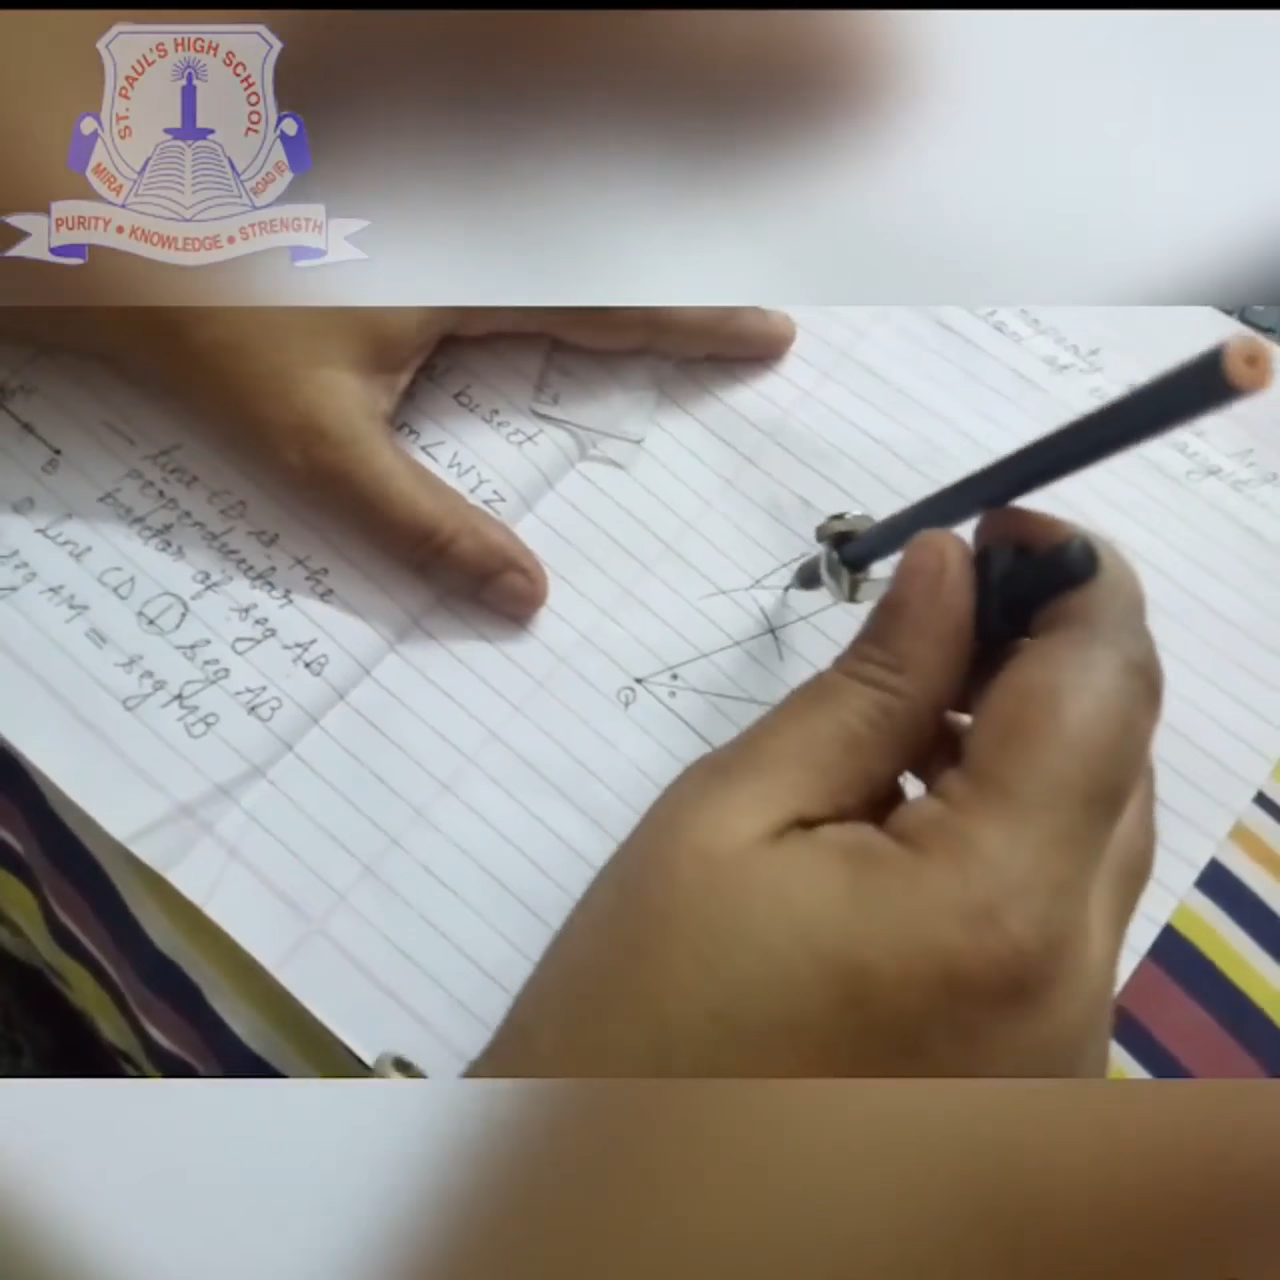 ST. PAUL'S HIGH SCHOOL
MIRA
ROAD (E)
PURITY • KNOWLEDGE • STRENGTH
bisect
m∠WYZ
B
— line CD is the
perpendicular
bisector of seg AB
Line CD ⊥ seg AB
seg AM = seg MB
Q
angle